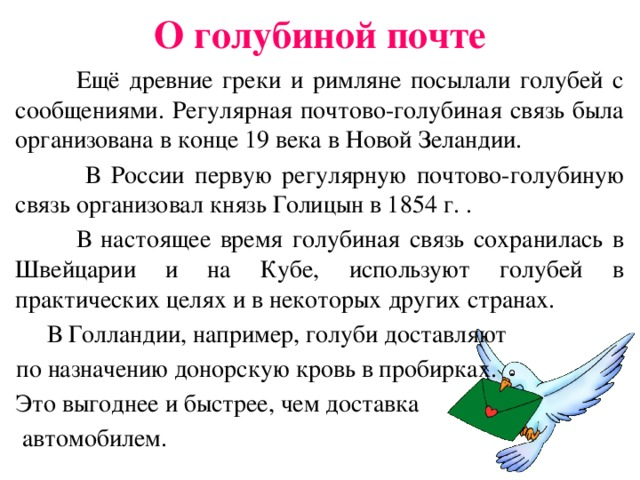 О голубиной почте
Ещё древние греки и римляне посылали голубей с
сообщениями. Регулярная почтово-голубиная связь была
организована в конце 19 века в Новой Зеландии.
В России первую регулярную почтово-голубиную
связь организовал князь Голицын в 1854 г. .
В настоящее время голубиная связь сохранилась в
Швейцарии и на Кубе, используют голубей в
практических целях и в некоторых других странах.
В Голландии, например, голуби доставляют
по назначению донорскую кровь в пробирках.
Это выгоднее и быстрее, чем доставка
автомобилем.